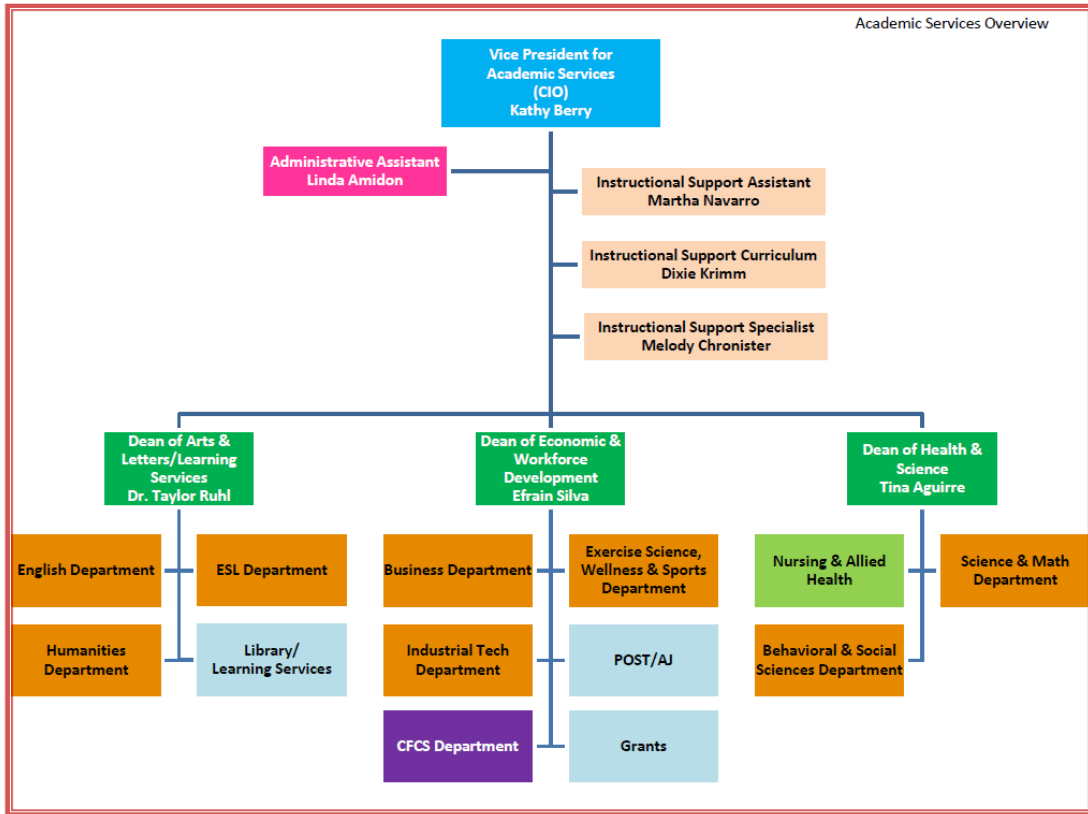 Academic Services Overview
Vice President for
Academic Services
(CIO)
Kathy Berry
Administrative Assistant
Linda Amidon
Instructional Support Assistant
Martha Navarro
Instructional Support Curriculum
Dixie Krimm
Instructional Support Specialist
Melody Chronister
Dean of Arts &
Letters/Learning
Services
Dr. Taylor Ruhl
Dean of Economic &
Workforce
Development
Efrain Silva
Dean of Health &
Science
Tina Aguirre
English Department
ESL Department
Business Department
Exercise Science,
Wellness & Sports
Department
Nursing & Allied
Health
Science & Math
Department
Humanities
Department
Library/
Learning Services
Industrial Tech
Department
POST/AJ
Behavioral & Social
Sciences Department
CFCS Department
Grants